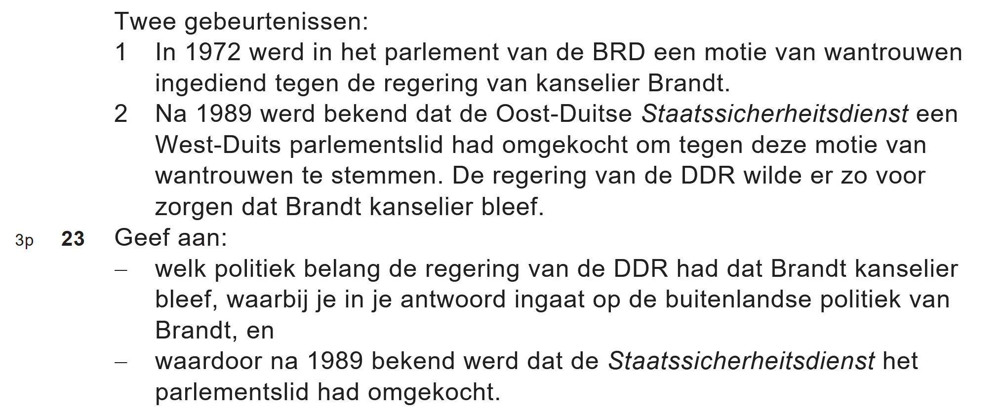 Twee gebeurtenissen:
1 In 1972 werd in het parlement van de BRD een motie van wantrouwen
ingediend tegen de regering van kanselier Brandt.
2 Na 1989 werd bekend dat de Oost-Duitse Staatssicherheitsdienst een
West-Duits parlementslid had omgekocht om tegen deze motie van
wantrouwen te stemmen. De regering van de DDR wilde er zo voor
zorgen dat Brandt kanselier bleef.
3p 23 Geef aan:
– welk politiek belang de regering van de DDR had dat Brandt kanselier
bleef, waarbij je in je antwoord ingaat op de buitenlandse politiek van
Brandt, en
– waardoor na 1989 bekend werd dat de Staatssicherheitsdienst het
parlementslid had omgekocht.